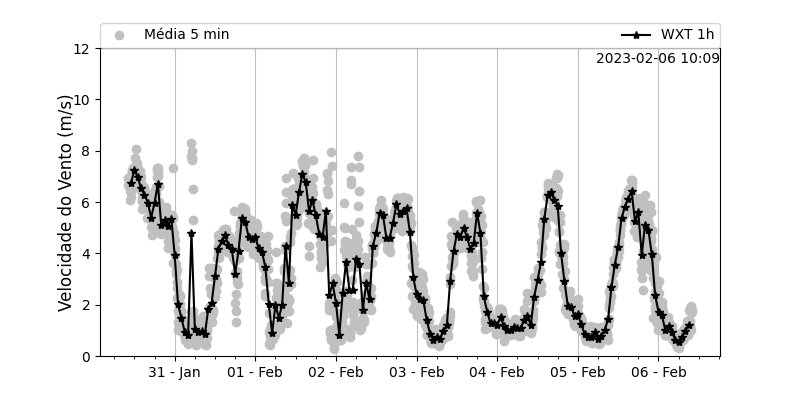 Média 5 min
WXT 1h
2023-02-06 10:09
Velocidade do Vento (m/s)
12
10
8
6
4
2
0
31 - Jan
01 - Feb
02 - Feb
03 - Feb
04 - Feb
05 - Feb
06 - Feb